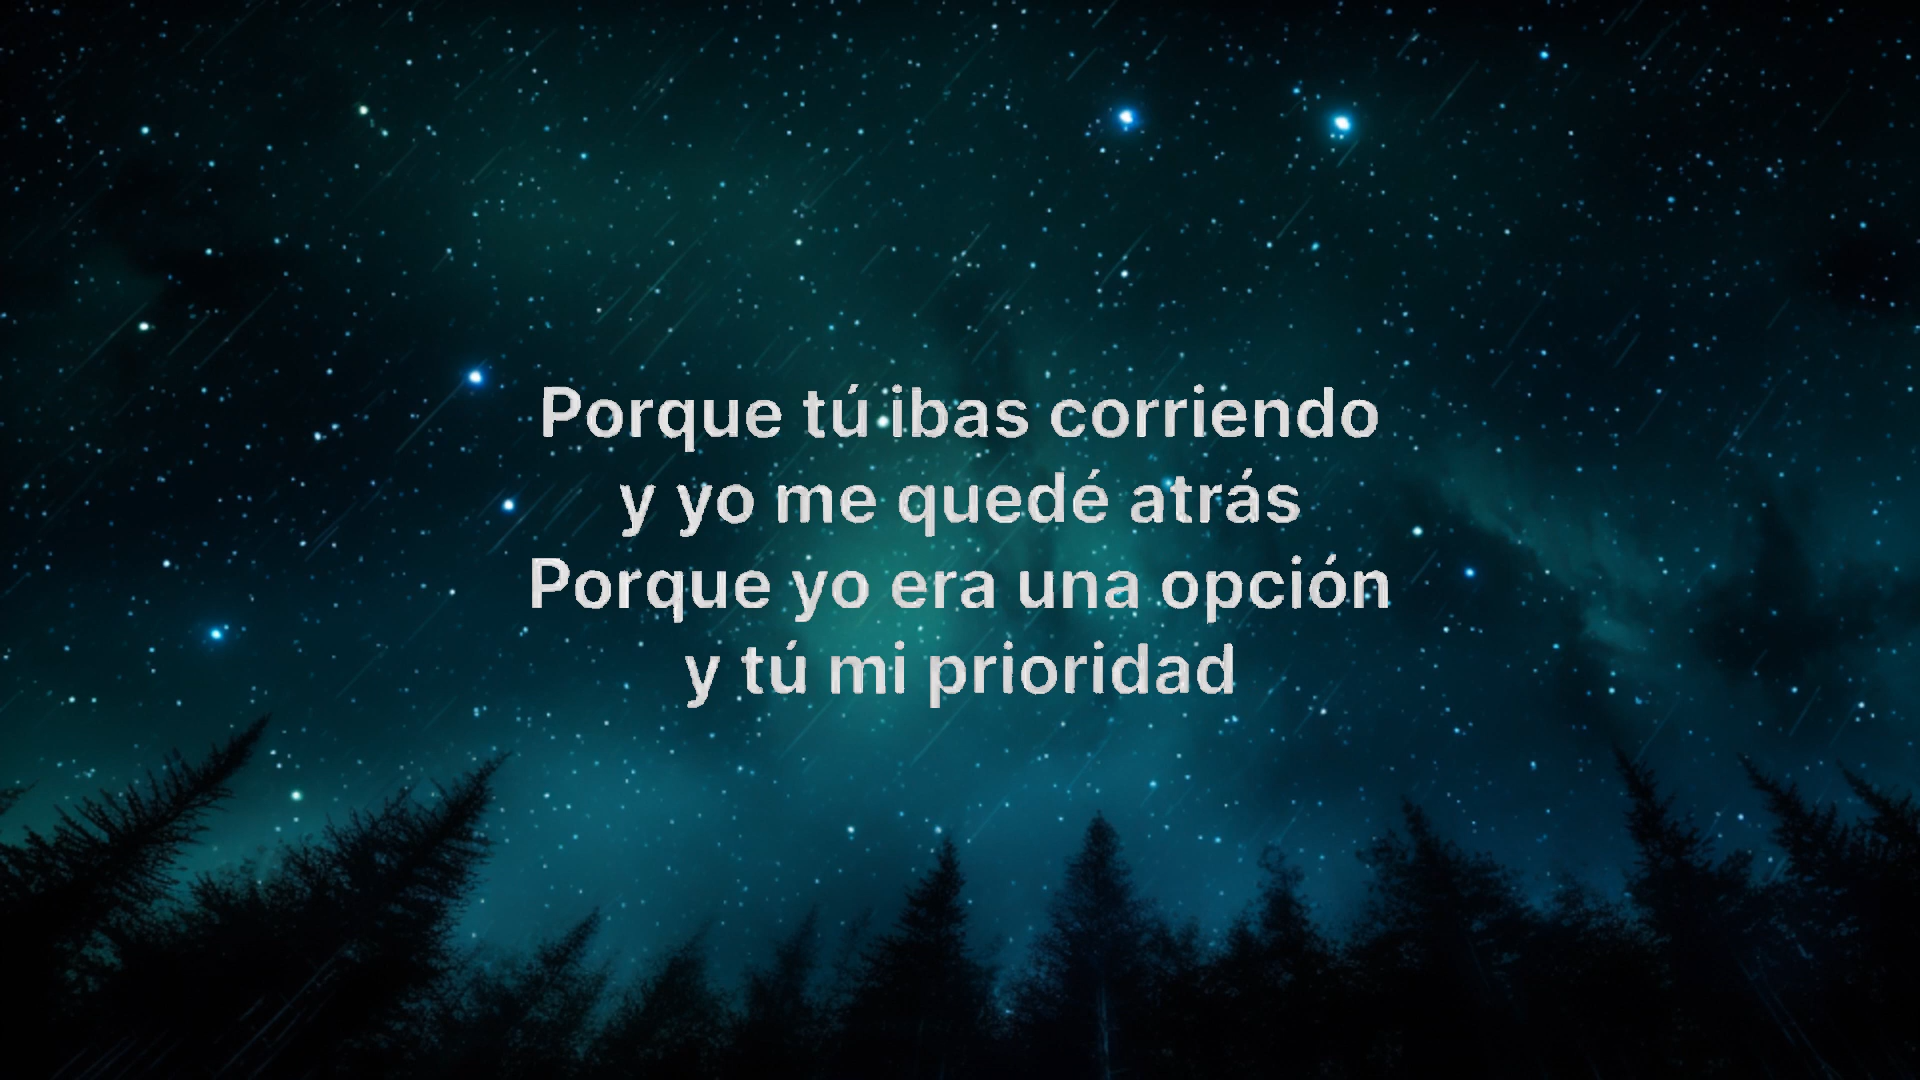 Porque tú ibas corriendo
y yo me quedé atrás
Porque yo era una opción
y tú mi prioridad